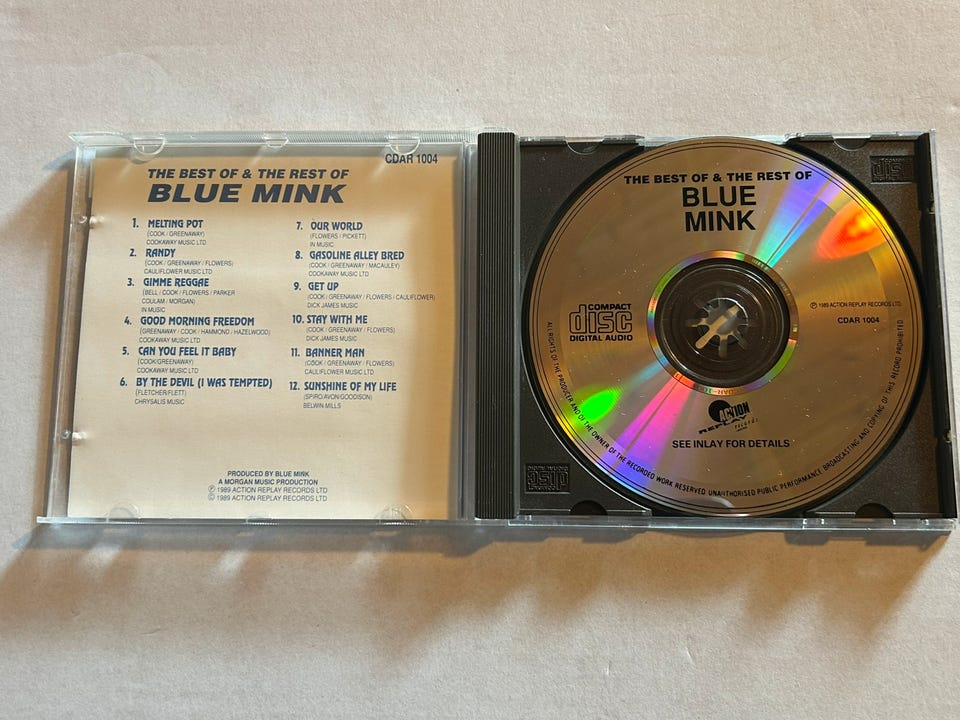 CDAR 1004
THE BEST OF & THE REST OF
BLUE MINK
1. MELTING POT
(COOK / GREENAWAY)
COOKAWAY MUSIC LTD
2. RANDY
(COOK / GREENAWAY / FLOWERS)
CAULIFLOWER MUSIC LTD
3. GIMME REGGAE
(BELL / COOK / FLOWERS / PARKER
COULAM / MORGAN)
IN MUSIC
4. GOOD MORNING FREEDOM
(GREENAWAY / COOK / HAMMOND / HAZELWOOD)
COOKAWAY MUSIC LTD
5. CAN YOU FEEL IT BABY
(COOK/GREENAWAY)
COOKAWAY MUSIC LTD
6. BY THE DEVIL (I WAS TEMPTED)
(FLETCHER/FLETT)
CHRYSALIS MUSIC
7. OUR WORLD
(FLOWERS / PICKETT)
IN MUSIC
8. GASOLINE ALLEY BRED
(COOK / GREENAWAY / MACAULEY)
COOKAWAY MUSIC LTD
9. GET UP
(COOK / GREENAWAY / FLOWERS / CAULIFLOWER)
DICK JAMES MUSIC
10. STAY WITH ME
(COOK / GREENAWAY / FLOWERS)
DICK JAMES MUSIC
11. BANNER MAN
(COOK / GREENAWAY / FLOWERS)
CAULIFLOWER MUSIC LTD
12. SUNSHINE OF MY LIFE
(SPIRO/AVON/GOODISON)
BELWIN-MILLS
PRODUCED BY BLUE MINK
A MORGAN MUSIC PRODUCTION
℗ 1989 ACTION REPLAY RECORDS LTD
© 1989 ACTION REPLAY RECORDS LTD
THE BEST OF & THE REST OF
BLUE
MINK
COMPACT
disc
DIGITAL AUDIO
℗ 1989 ACTION REPLAY RECORDS LTD.
CDAR 1004
ACTION
REPLAY records
SEE INLAY FOR DETAILS
ALL RIGHTS OF THE PRODUCER AND OF THE OWNER OF THE RECORDED WORK RESERVED UNAUTHORISED PUBLIC PERFORMANCE BROADCASTING AND COPYING OF THIS RECORD PROHIBITED
disc